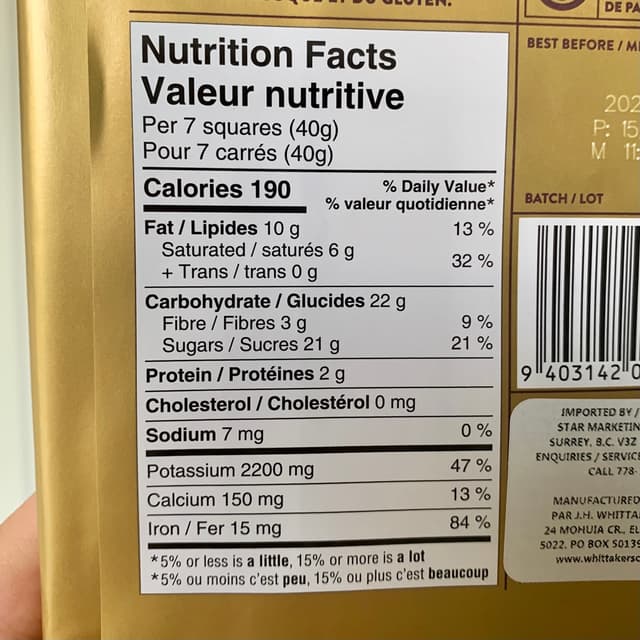 DU GLUTEN.
DE PA
Nutrition Facts
Valeur nutritive
Per 7 squares (40g)
Pour 7 carrés (40g)
Calories 190
% Daily Value*
% valeur quotidienne*
Fat / Lipides 10 g 13 %
Saturated / saturés 6 g
+ Trans / trans 0 g 32 %
Carbohydrate / Glucides 22 g
Fibre / Fibres 3 g 9 %
Sugars / Sucres 21 g 21 %
Protein / Protéines 2 g
Cholesterol / Cholestérol 0 mg
Sodium 7 mg 0 %
Potassium 2200 mg 47 %
Calcium 150 mg 13 %
Iron / Fer 15 mg 84 %
*5% or less is a little, 15% or more is a lot
*5% ou moins c'est peu, 15% ou plus c'est beaucoup
BEST BEFORE / M
202
P: 15
M 11:
BATCH / LOT
9 403142 0
IMPORTED BY /
STAR MARKETIN
SURREY, B.C. V3Z
ENQUIRIES / SERVICE
CALL 778-
MANUFACTURED
PAR J.H. WHITTA
24 MOHUIA CR., EL
5022. PO BOX 5013
www.whittakersc